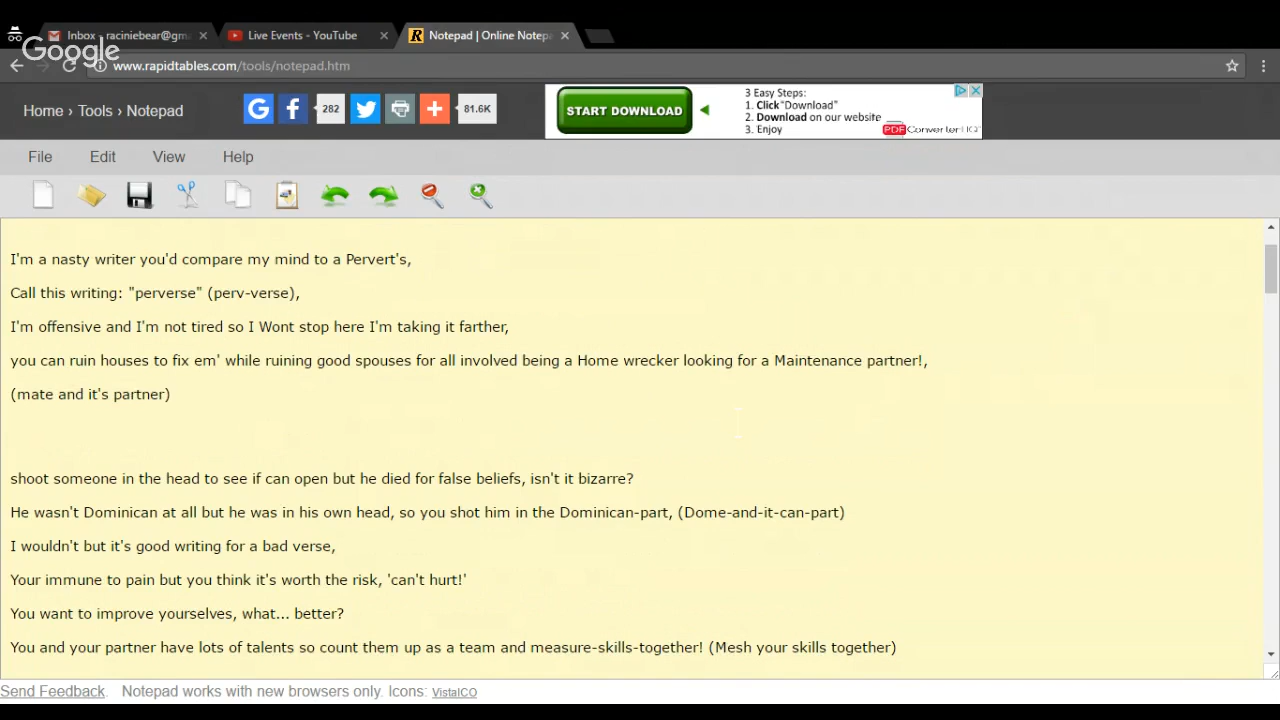 Inbox - raciniebear@gma
Live Events - YouTube
Notepad | Online Notepa
Google
www.rapidtables.com/tools/notepad.htm
Home › Tools › Notepad
282
81.6K
START DOWNLOAD
3 Easy Steps:
1. Click"Download"
2. Download on our website
3. Enjoy
PDF ConverterHQ
File Edit View Help
I'm a nasty writer you'd compare my mind to a Pervert's,
Call this writing: "perverse" (perv-verse),
I'm offensive and I'm not tired so I Wont stop here I'm taking it farther,
you can ruin houses to fix em' while ruining good spouses for all involved being a Home wrecker looking for a Maintenance partner!,
(mate and it's partner)
shoot someone in the head to see if can open but he died for false beliefs, isn't it bizarre?
He wasn't Dominican at all but he was in his own head, so you shot him in the Dominican-part, (Dome-and-it-can-part)
I wouldn't but it's good writing for a bad verse,
Your immune to pain but you think it's worth the risk, 'can't hurt!'
You want to improve yourselves, what... better?
You and your partner have lots of talents so count them up as a team and measure-skills-together! (Mesh your skills together)
Send Feedback. Notepad works with new browsers only. Icons: VistaICO